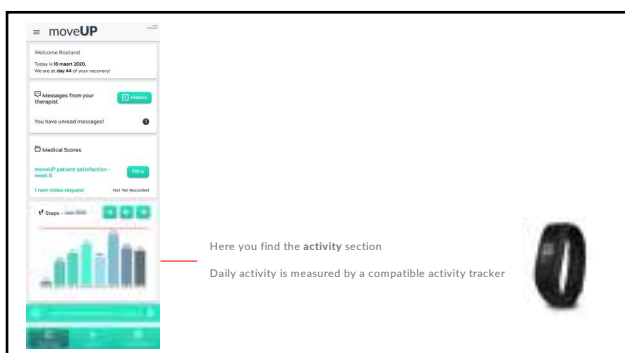 moveUP
Welcome Roeland
Today is 16 maart 2020.
We are at day 44 of your recovery!
Messages from your
therapist
History
You have unread messages!
Medical Scores
moveUP patient satisfaction -
week 6
Fill in
1 new video request
Not Yet Recorded
Steps -
Here you find the activity section
Daily activity is measured by a compatible activity tracker